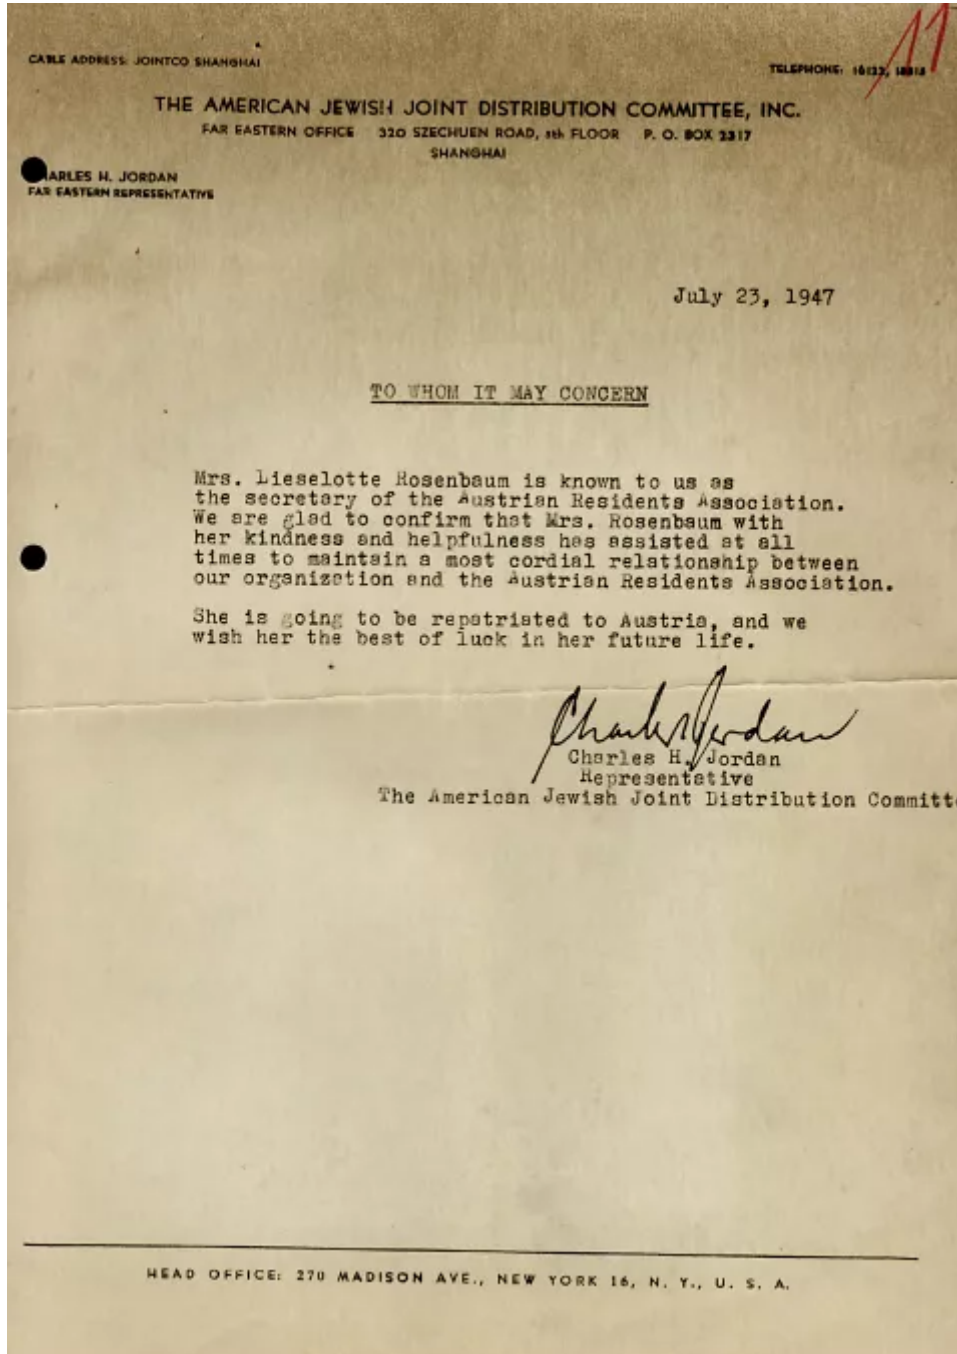 11
CABLE ADDRESS: JOINTCO SHANGHAI
TELEPHONE:
THE AMERICAN JEWISH JOINT DISTRIBUTION COMMITTEE, INC.
FAR EASTERN OFFICE 320 SZECHUEN ROAD, 5th FLOOR P. O. BOX 2317
SHANGHAI
ARLES H. JORDAN
FAR EASTERN REPRESENTATIVE
July 23, 1947
TO WHOM IT MAY CONCERN
Mrs. Lieselotte Rosenbaum is known to us as
the secretary of the Austrian Residents Association.
We are glad to confirm that Mrs. Rosenbaum with
her kindness and helpfulness has assisted at all
times to maintain a most cordial relationship between
our organization and the Austrian Residents Association.
She is going to be repatriated to Austria, and we
wish her the best of luck in her future life.
Charles Jordan
Charles H. Jordan
Representative
The American Jewish Joint Distribution Committe
HEAD OFFICE: 270 MADISON AVE., NEW YORK 16, N. Y., U. S. A.